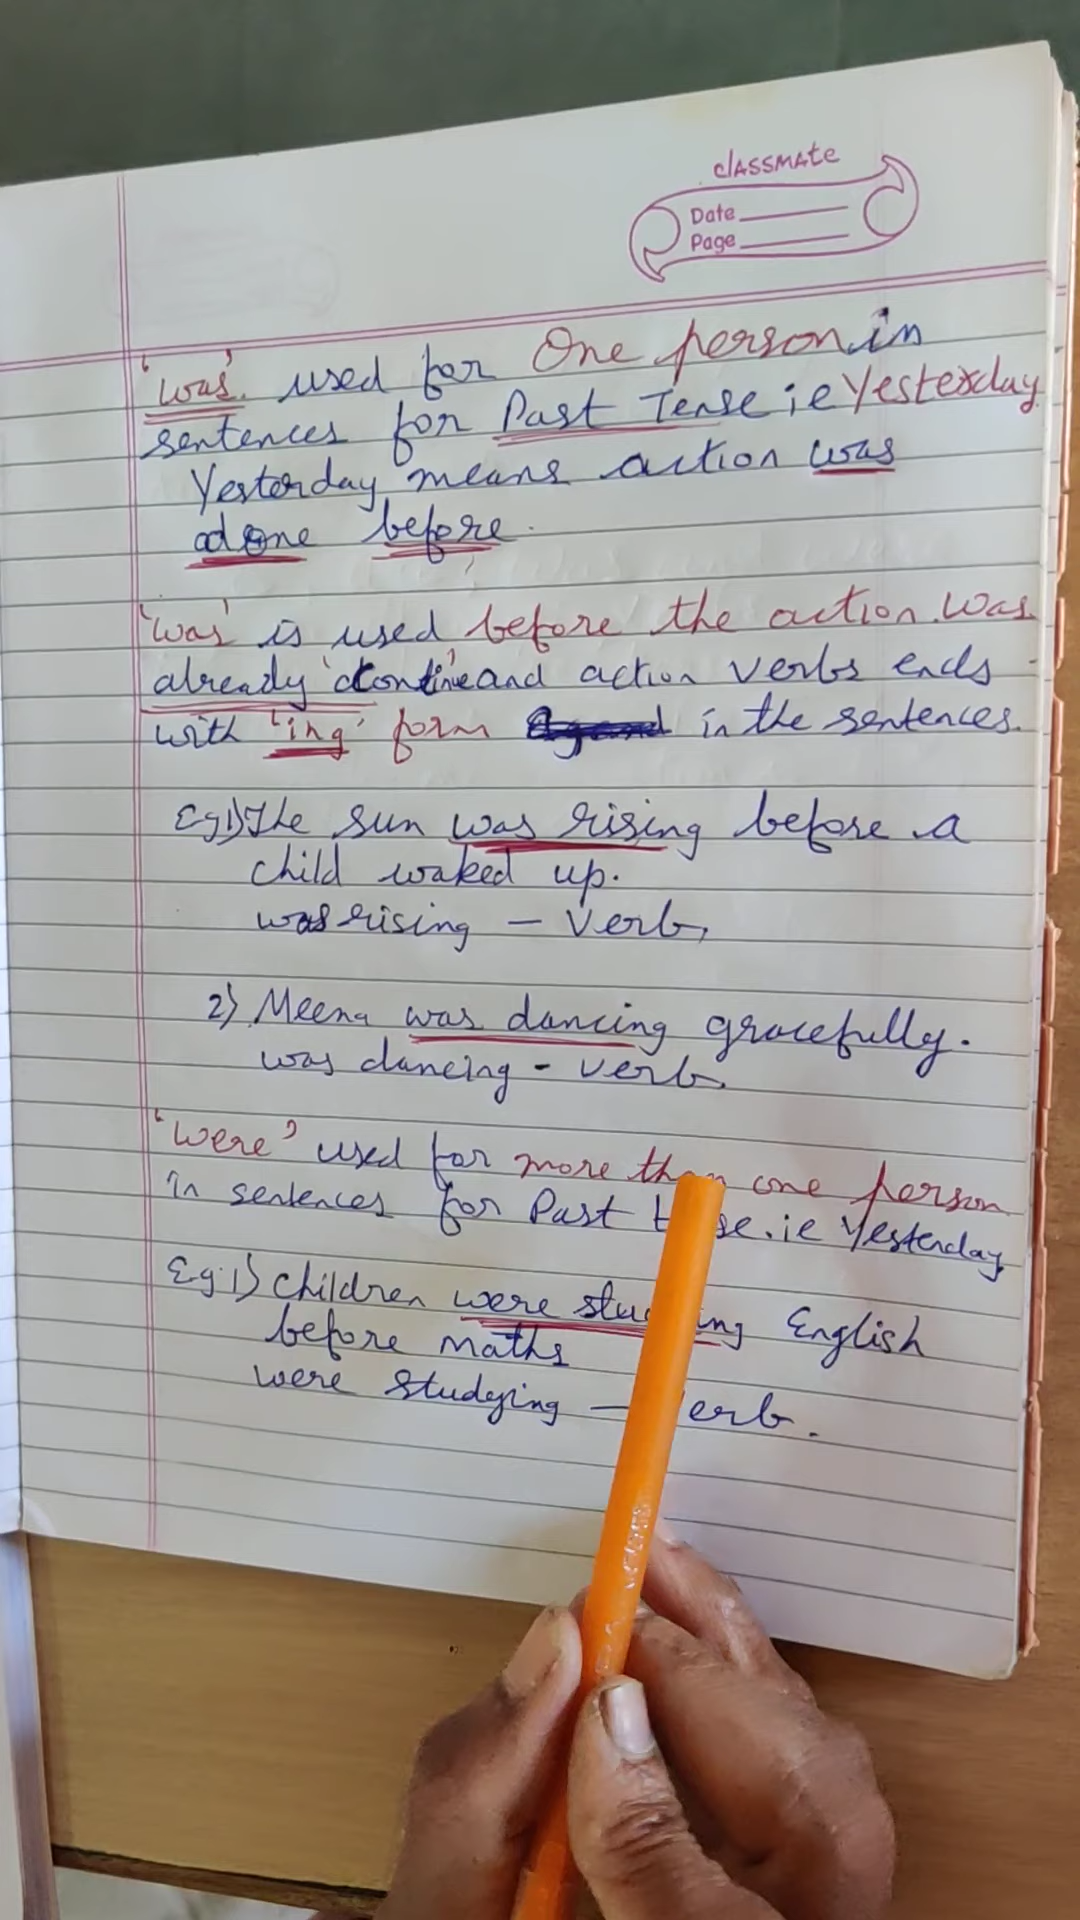 classmate
Date
Page
'was' used for One person in
sentences for Past Tense ie Yesterday
Yesterday means action was
done before.
'was' is used before the action was
already 'continue' and action verbs ends
with 'ing' form in the sentences.
Eg 1) The sun was rising before a
child waked up.
was rising - Verb,
2) Meena was dancing gracefully.
was dancing - verb.
'were' used for more than one person
in sentences for Past t se. ie Yesterday
Eg. 1) Children were stu ing English
before maths
were studying - erb.